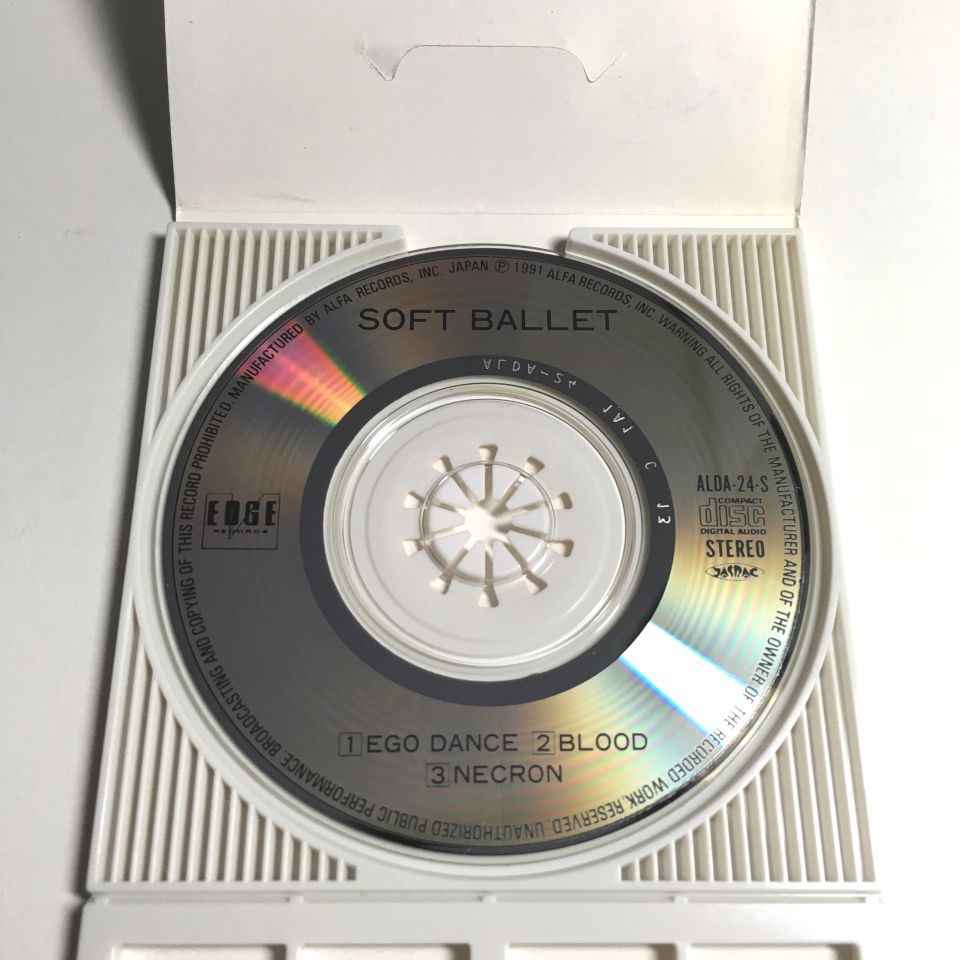 MANUFACTURED BY ALFA RECORDS, INC. JAPAN Ⓟ 1991 ALFA RECORDS, INC. WARNING ALL RIGHTS OF THE MANUFACTURER AND OF THE OWNER OF THE RECORDED WORK. RESERVED. UNAUTHORIZED PUBLIC PERFORMANCE. BROADCASTING AND COPYING OF THIS RECORD PROHIBITED.
SOFT BALLET
EDGE
records
ALDA-24-S
COMPACT
disc
DIGITAL AUDIO
STEREO
JASRAC
1 EGO DANCE 2 BLOOD
3 NECRON